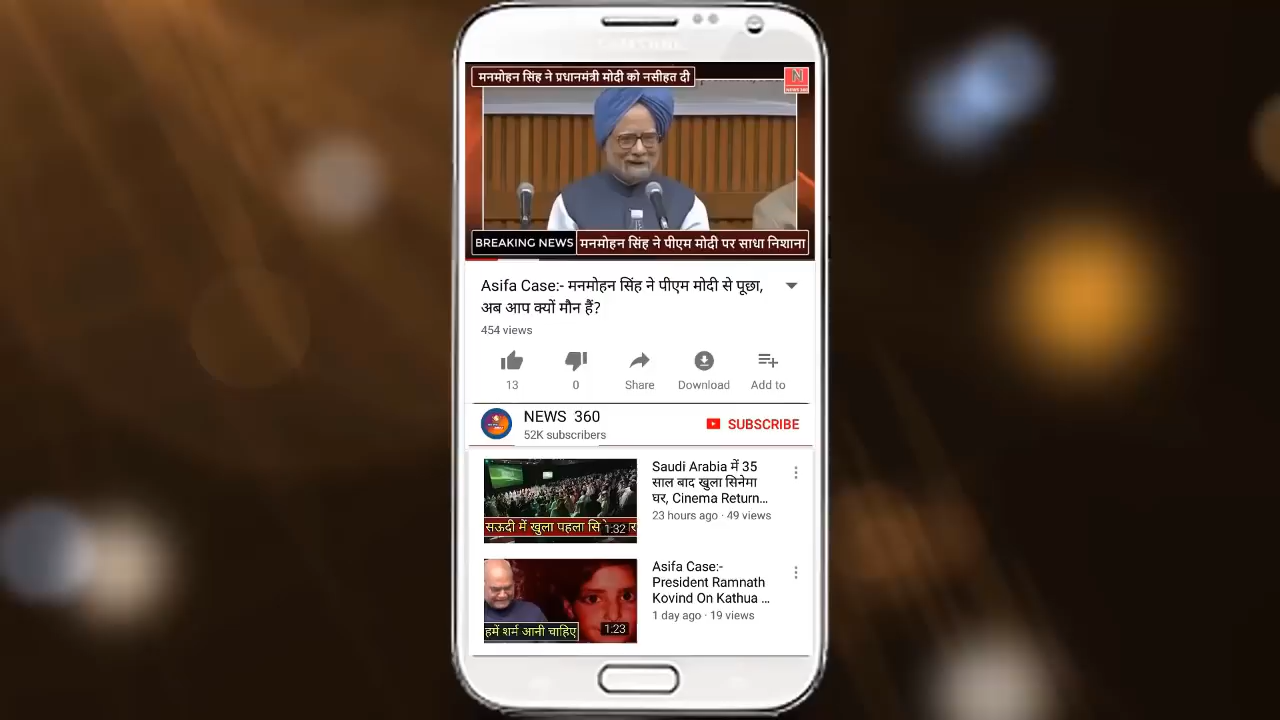 SAMSUNG
मनमोहन सिंह ने प्रधानमंत्री मोदी को नसीहत दी
N
NEWS 360
BREAKING NEWS मनमोहन सिंह ने पीएम मोदी पर साधा निशाना
Asifa Case:- मनमोहन सिंह ने पीएम मोदी से पूछा,
अब आप क्यों मौन हैं?
454 views
13 0 Share Download Add to
NEWS 360
52K subscribers
SUBSCRIBE
Saudi Arabia में 35
साल बाद खुला सिनेमा
घर, Cinema Return...
23 hours ago · 49 views
सऊदी में खुला पहला सि
1:32
Asifa Case:-
President Ramnath
Kovind On Kathua ...
1 day ago · 19 views
हमें शर्म आनी चाहिए
1:23